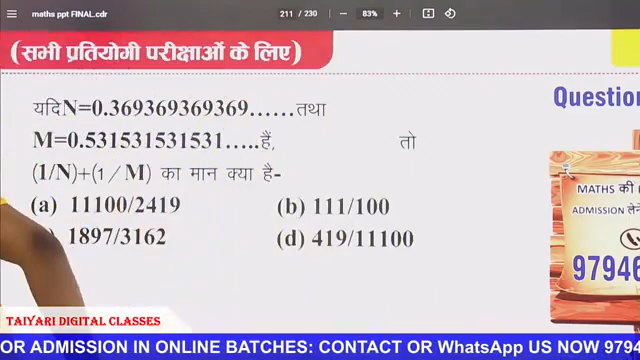 maths ppt FINAL.cdr
211 / 230
83%
(सभी प्रतियोगी परीक्षाओं के लिए)
यदि N=0.369369369369......तथा
M=0.531531531531.....हैं, तो
(1/N)+(1/M) का मान क्या है-
(a) 11100/2419 (b) 111/100
) 1897/3162 (d) 419/11100
Question
MATHS की
ADMISSION लेने
97946
TAIYARI DIGITAL CLASSES
OR ADMISSION IN ONLINE BATCHES: CONTACT OR WhatsApp US NOW 9794